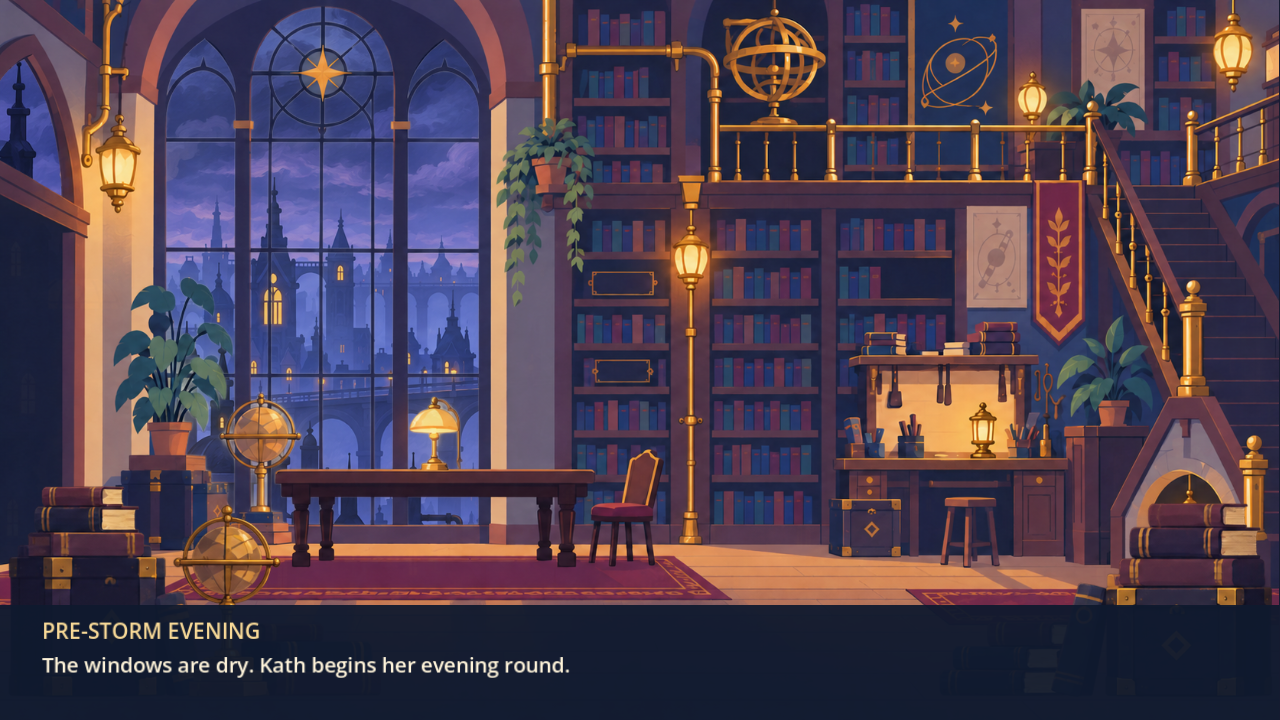 PRE-STORM EVENING
The windows are dry. Kath begins her evening round.